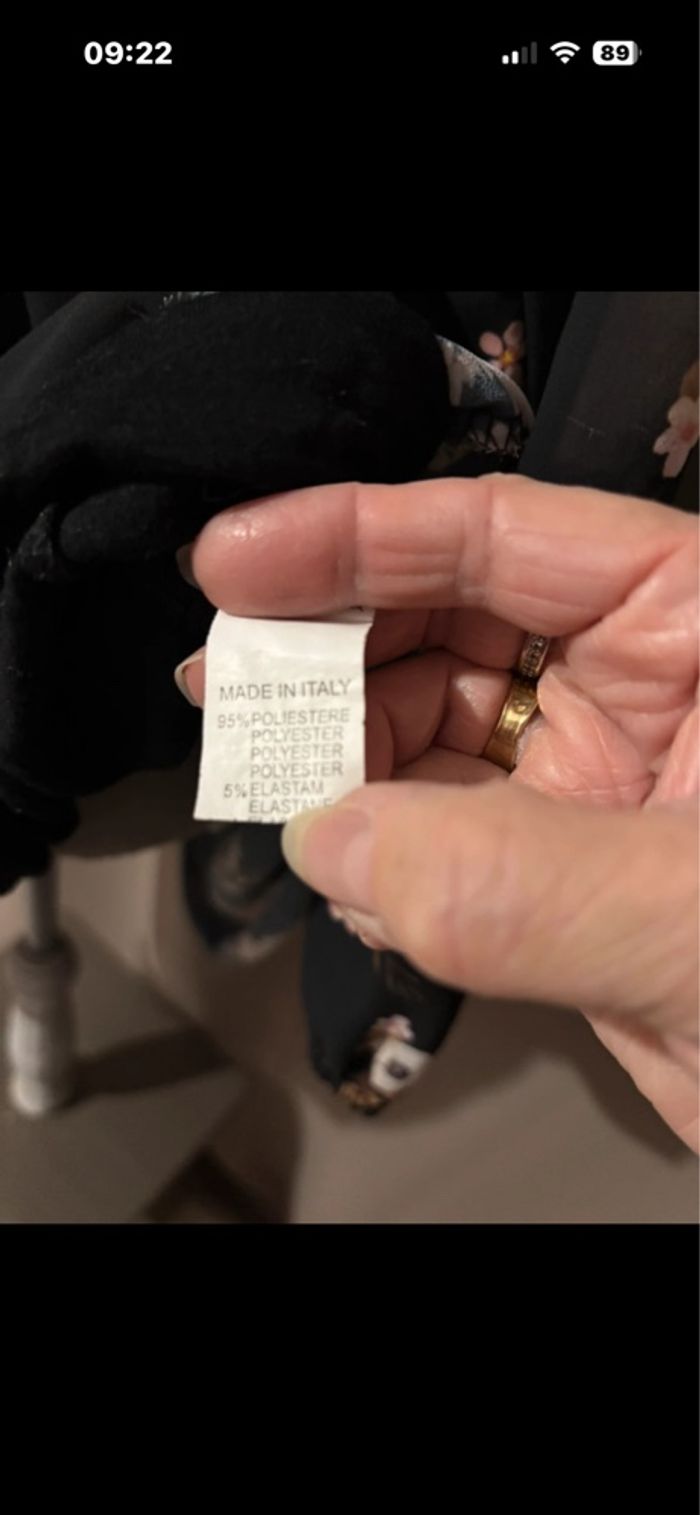 09:22
89
MADE IN ITALY
95% POLIESTERE
POLYESTER
POLYESTER
POLYESTER
5% ELASTAM
ELASTANE